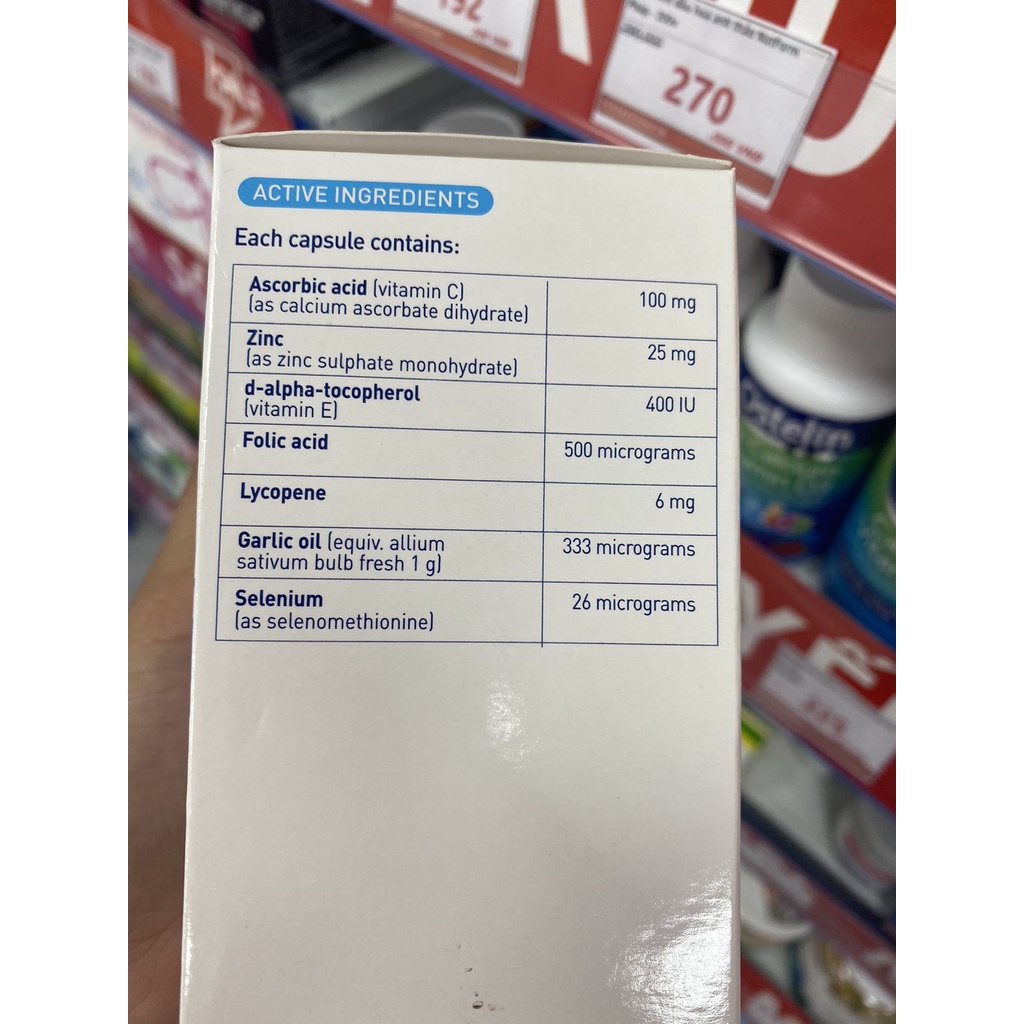 192
270
ACTIVE INGREDIENTS
Each capsule contains:
Ascorbic acid (vitamin C)
(as calcium ascorbate dihydrate)
100 mg
Zinc
(as zinc sulphate monohydrate)
25 mg
d-alpha-tocopherol
(vitamin E)
400 IU
Folic acid
500 micrograms
Lycopene
6 mg
Garlic oil (equiv. allium
sativum bulb fresh 1 g)
333 micrograms
Selenium
(as selenomethionine)
26 micrograms
Ostelin